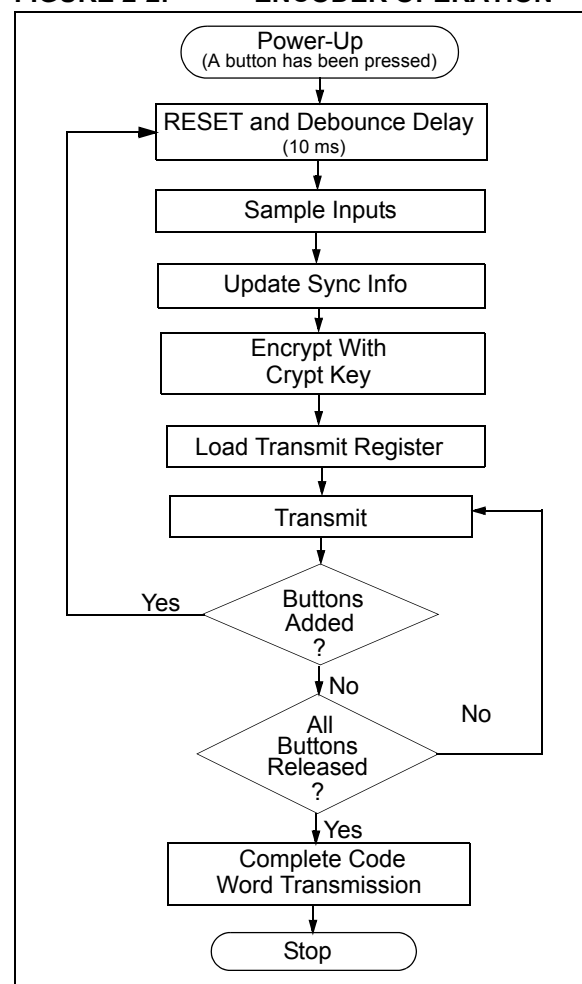 Power-Up
(A button has been pressed)
RESET and Debounce Delay
(10 ms)
Sample Inputs
Update Sync Info
Encrypt With
Crypt Key
Load Transmit Register
Transmit
Yes
Buttons
Added
?
No
All
Buttons
Released
?
No
Yes
Complete Code
Word Transmission
Stop